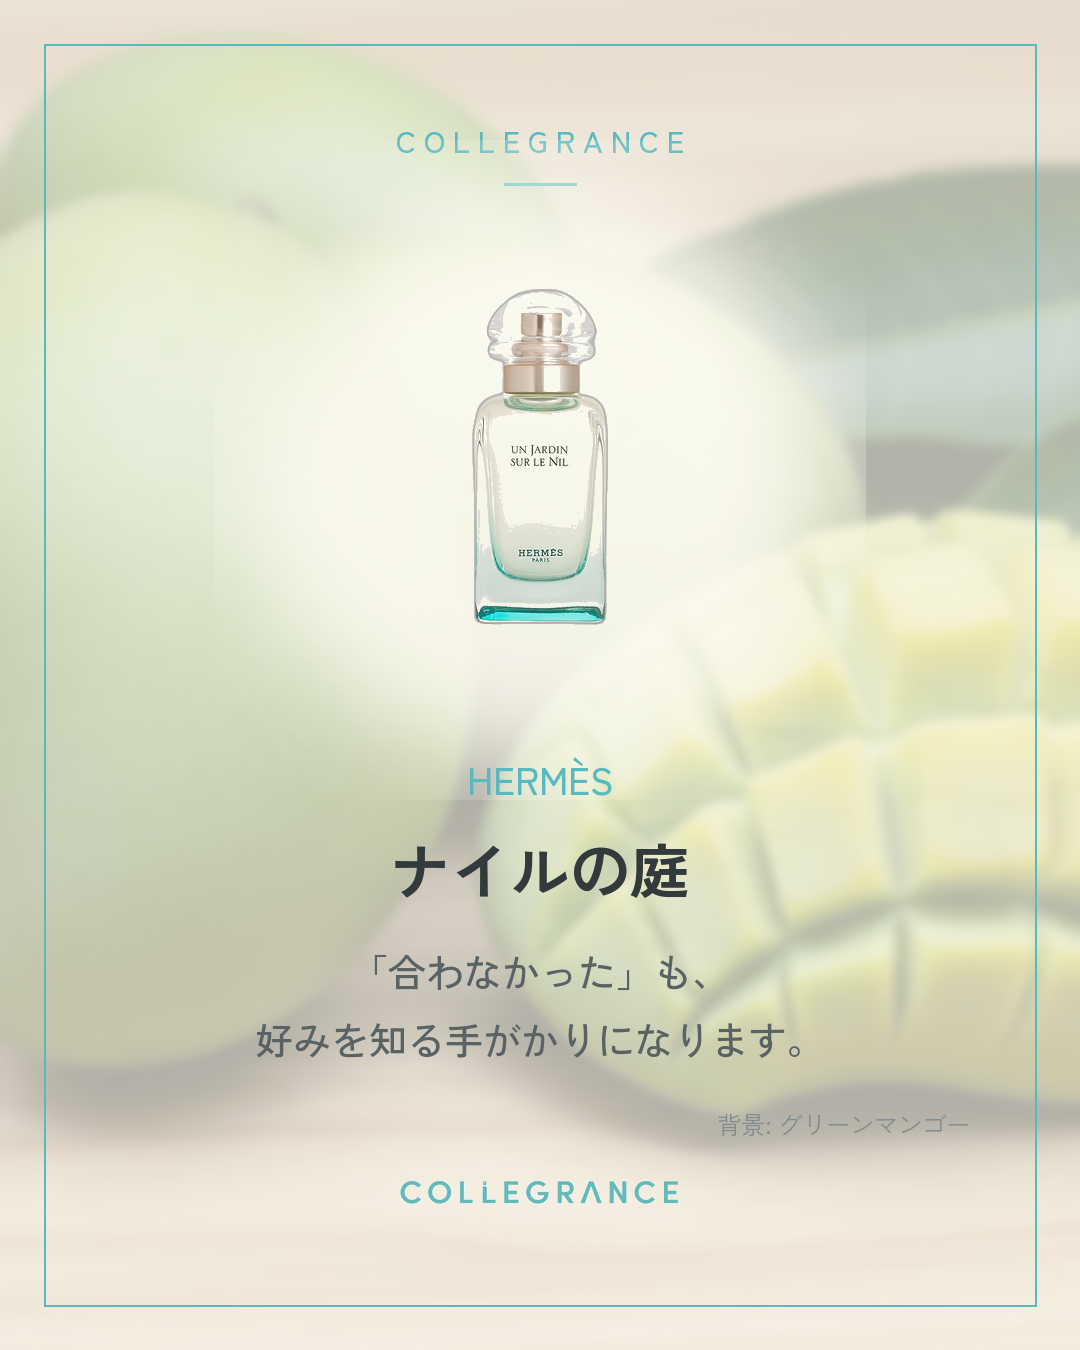 COLLEGRANCE
UN JARDIN
SUR LE NIL
HERMÈS
PARIS
HERMÈS
ナイルの庭
「合わなかった」も、
好みを知る手がかりになります。
背景: グリーンマンゴー
COLLEGRANCE